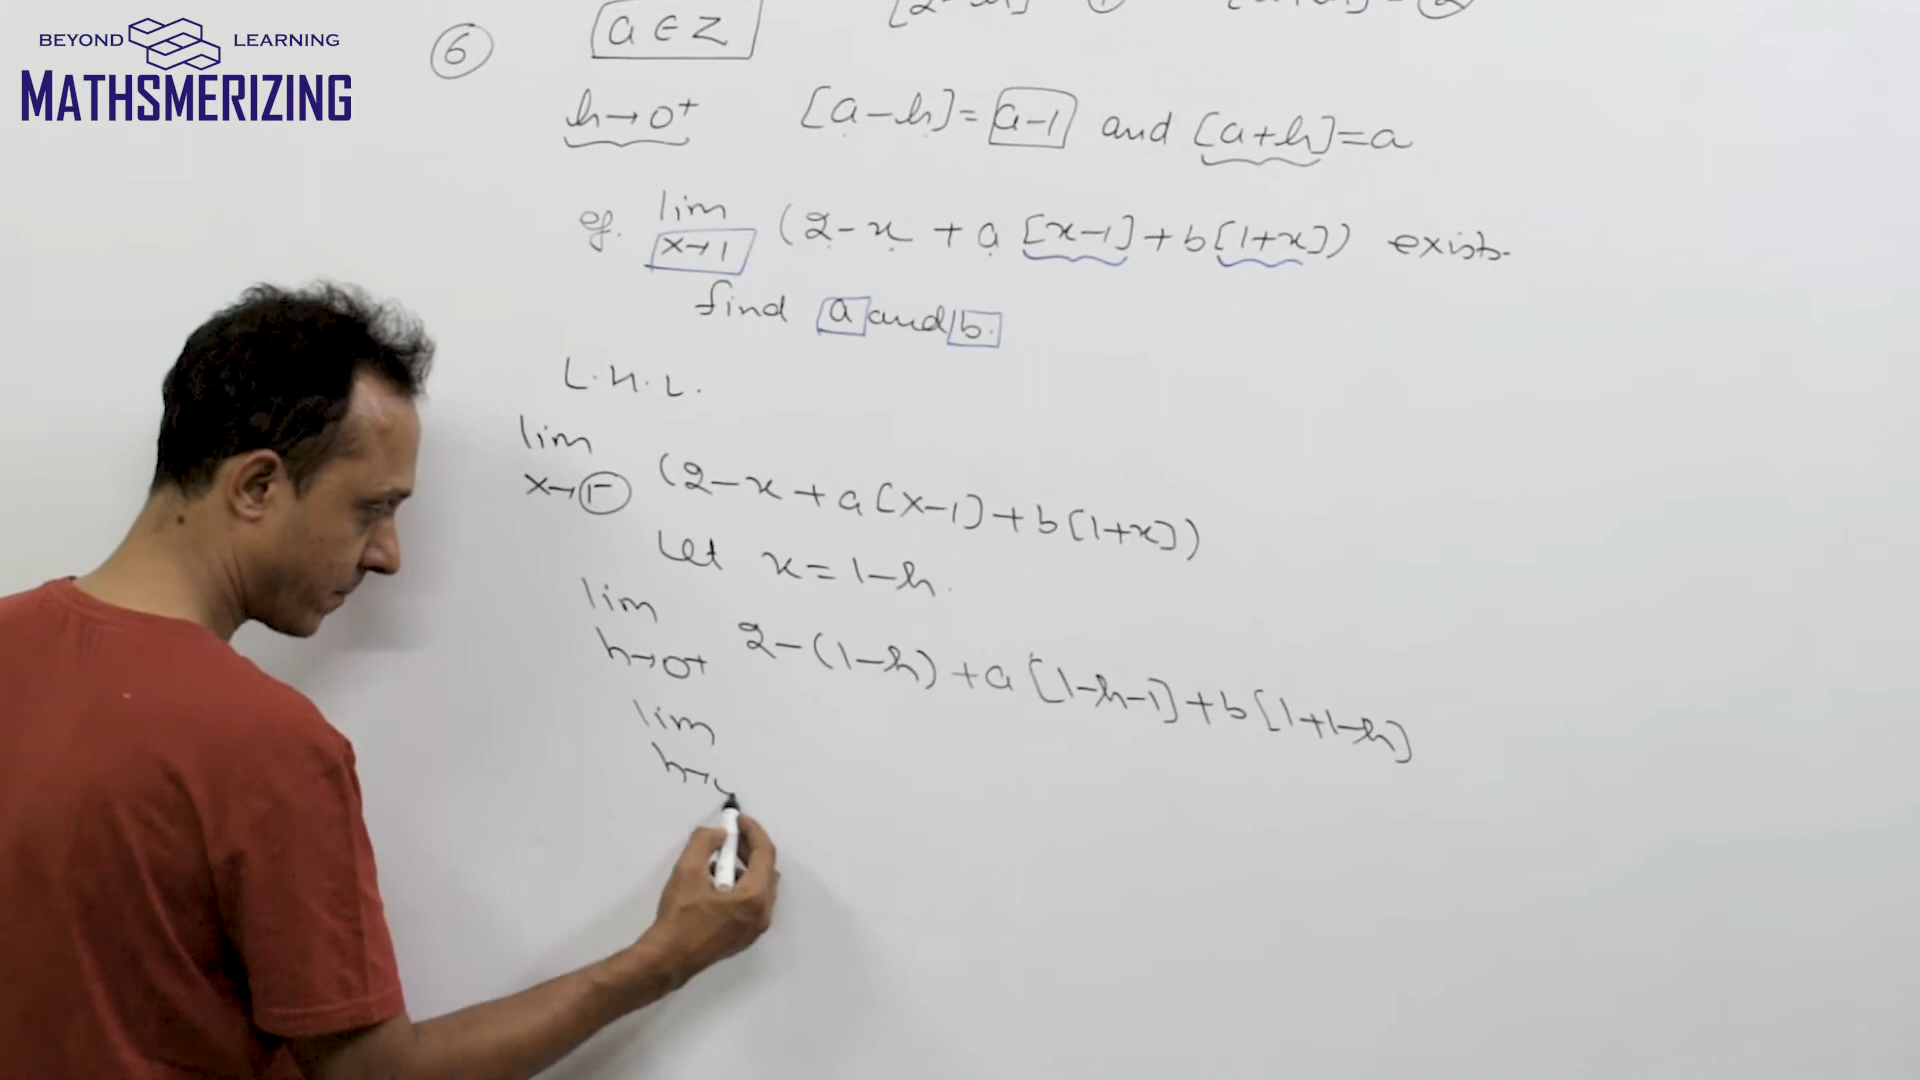 BEYOND LEARNING
MATHSMERIZING
6
a ∈ Z
h→0⁺ [a-h]=a-1 and [a+h]=a
eg. lim x→1 (2-x+a[x-1]+b[1+x]) exists.
find a and b.
L.H.L.
lim x→1⁻ (2-x+a[x-1]+b[1+x])
Let x=1-h.
lim h→0⁺ 2-(1-h)+a[1-h-1]+b[1+1-h]
lim h→